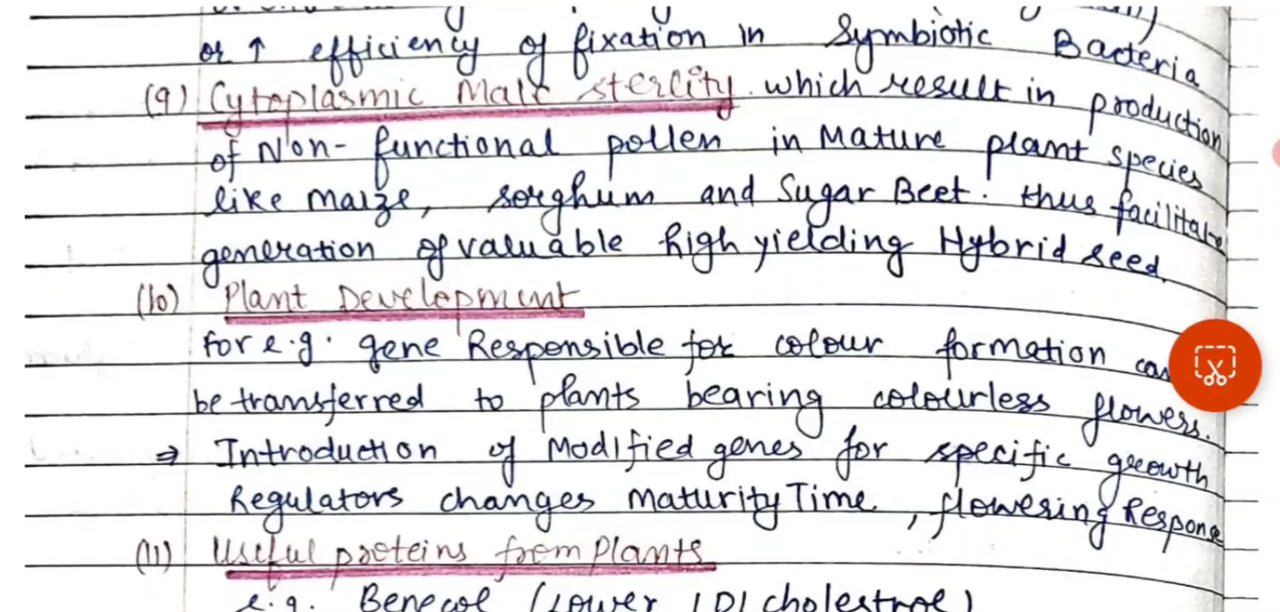 or ↑ efficiency of fixation in Symbiotic Bacteria
(9) Cytoplasmic Male sterlity which result in production
of Non-functional pollen in Mature plant species
like maize, sorghum and Sugar Beet. thus facilitate
generation of valuable high yielding Hybrid seed.
(10) Plant Development
for e.g. gene Responsible for colour formation can
be transferred to plants bearing colourless flowers.
⇒ Introduction of Modified genes for specific growth
Regulators changes maturity Time, flowering Respone
(11) Useful proteins from Plants
e.g. Benecol (Lower LDL cholestrol)